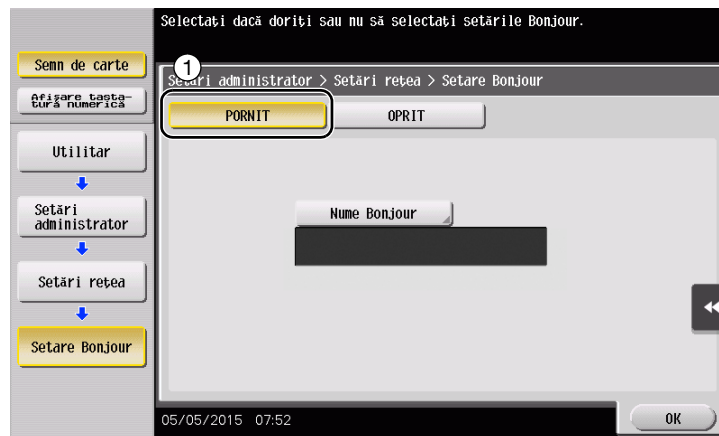 Selectați dacă doriți sau nu să selectați setările Bonjour.
Semn de carte
Afișare tasta-
tură numerică
Utilitar
Setări
administrator
Setări rețea
Setare Bonjour
1
Setări administrator > Setări rețea > Setare Bonjour
PORNIT
OPRIT
Nume Bonjour
05/05/2015 07:52
OK